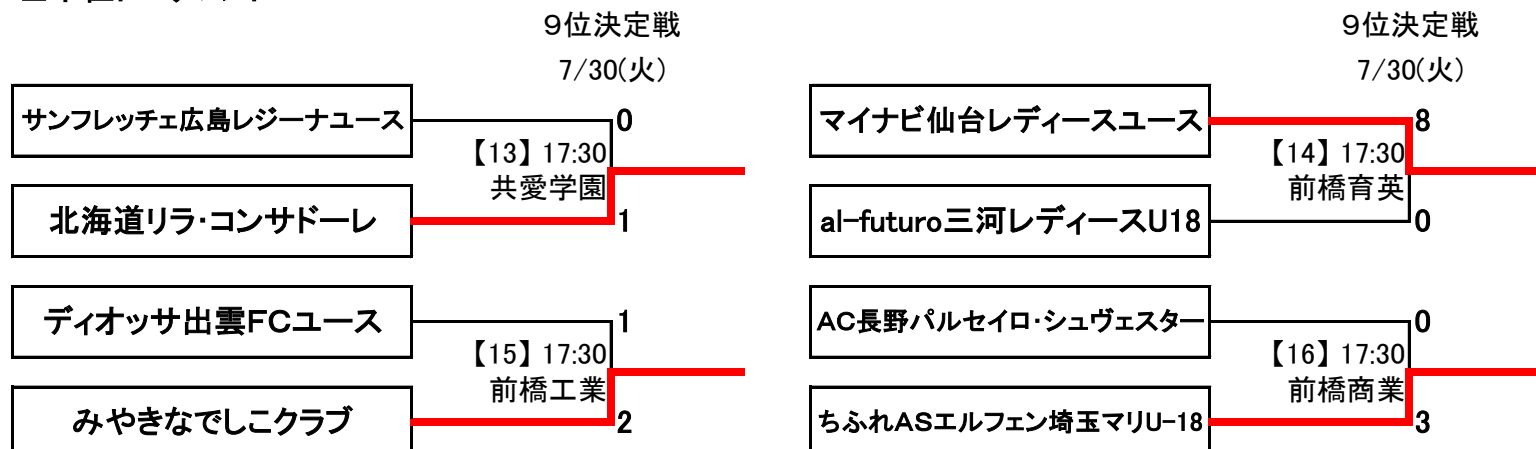 9位決定戦
7/30(火)
サンフレッチェ広島レジーナユース
0
【13】 17:30
共愛学園
北海道リラ・コンサドーレ
1
ディオッサ出雲FCユース
1
【15】 17:30
前橋工業
みやきなでしこクラブ
2
9位決定戦
7/30(火)
マイナビ仙台レディースユース
8
【14】 17:30
前橋育英
al-futuro三河レディースU18
0
AC長野パルセイロ・シュヴェスター
0
【16】 17:30
前橋商業
ちふれASエルフェン埼玉マリU-18
3